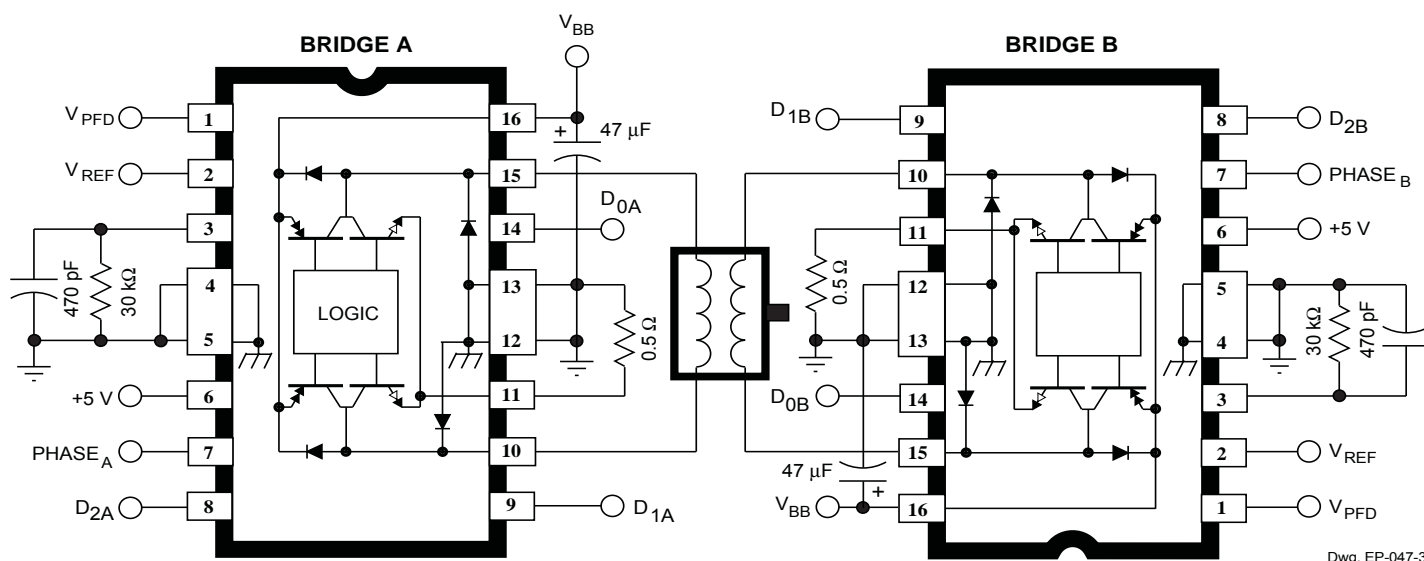 V_BB
BRIDGE A
BRIDGE B
V_PFD
1
16
+
47 μF
D_1B
9
8
D_2B
V_REF
2
15
10
7
PHASE_B
D_0A
3
14
11
6
+5 V
470 pF
30 kΩ
4
LOGIC
13
0.5 Ω
0.5 Ω
12
5
30 kΩ
470 pF
5
12
13
4
+5 V
6
11
D_0B
14
3
PHASE_A
7
10
47 μF
15
2
V_REF
D_2A
8
9
D_1A
V_BB
+
16
1
V_PFD
Dwg. EP-047-3